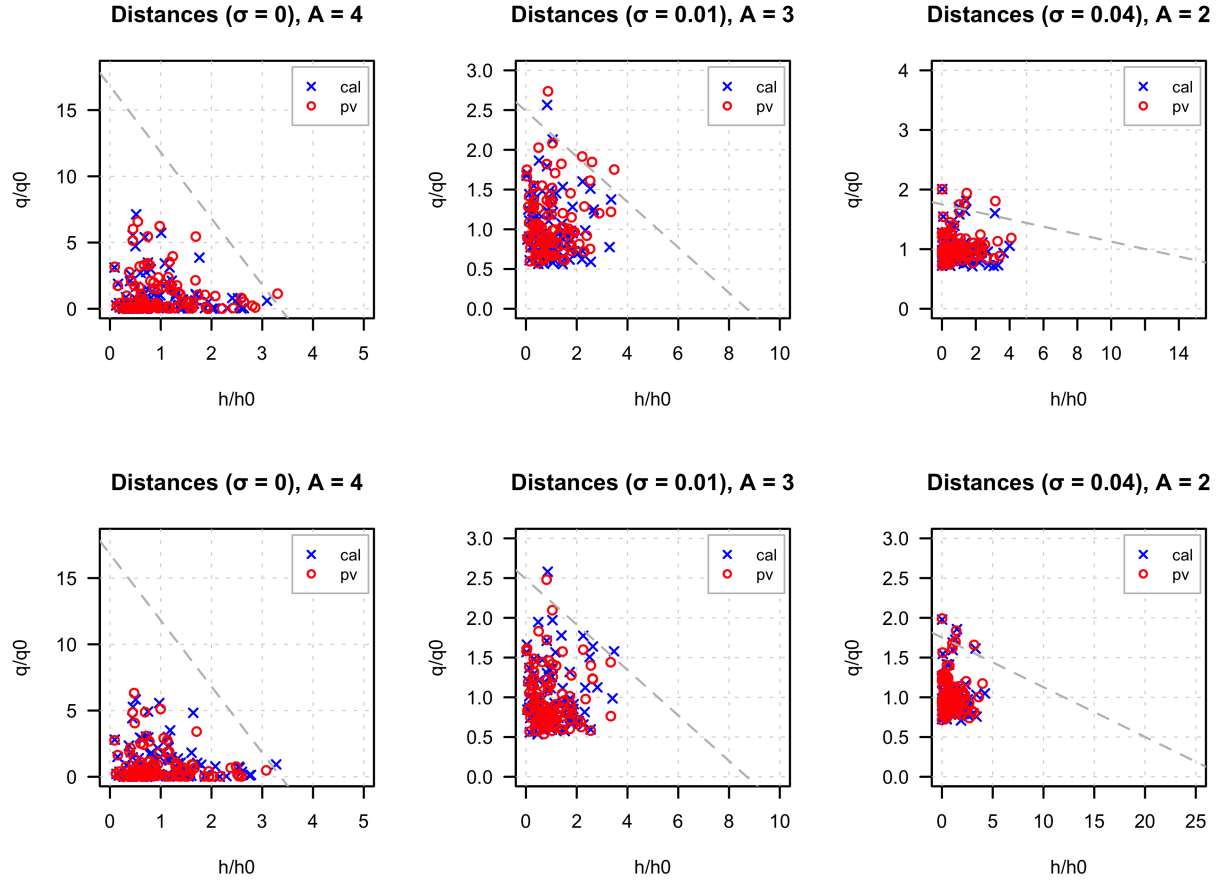 Distances (σ = 0), A = 4
cal
pv
q/q0
15
10
5
0
0 1 2 3 4 5
h/h0
Distances (σ = 0.01), A = 3
cal
pv
q/q0
3.0
2.5
2.0
1.5
1.0
0.5
0.0
0 2 4 6 8 10
h/h0
Distances (σ = 0.04), A = 2
cal
pv
q/q0
4
3
2
1
0
0 2 4 6 8 10 14
h/h0
Distances (σ = 0), A = 4
cal
pv
q/q0
15
10
5
0
0 1 2 3 4 5
h/h0
Distances (σ = 0.01), A = 3
cal
pv
q/q0
3.0
2.5
2.0
1.5
1.0
0.5
0.0
0 2 4 6 8 10
h/h0
Distances (σ = 0.04), A = 2
cal
pv
q/q0
3.0
2.5
2.0
1.5
1.0
0.5
0.0
0 5 10 15 20 25
h/h0